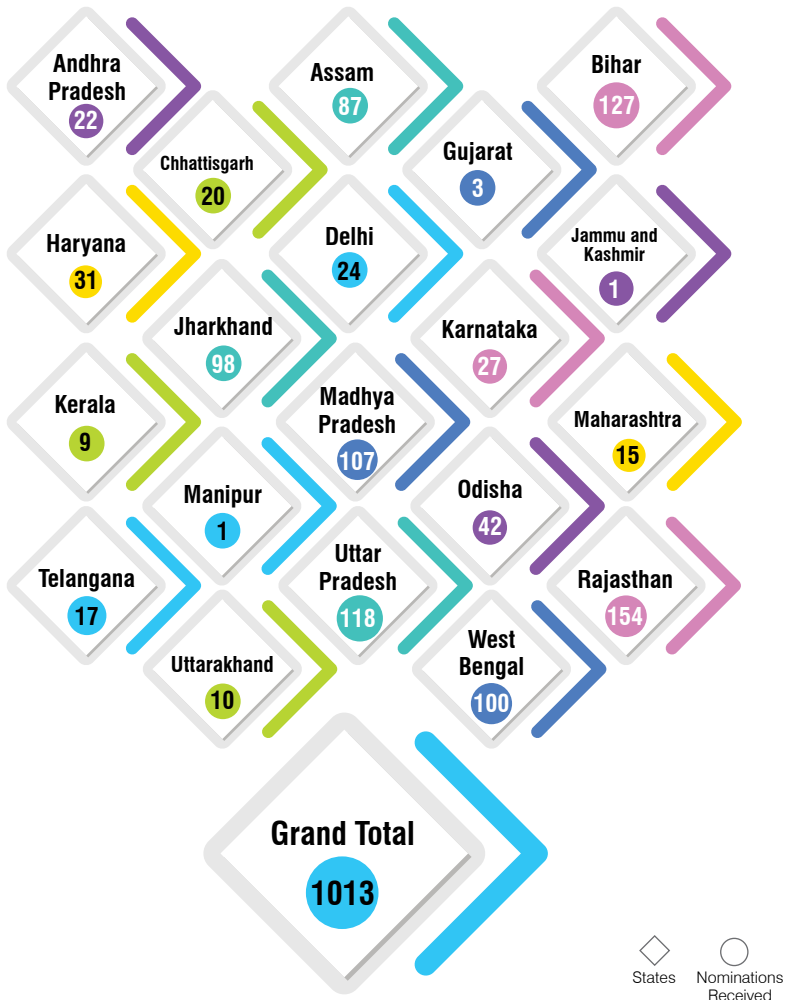 Andhra
Pradesh
22
Assam
87
Bihar
127
Chhattisgarh
20
Gujarat
3
Haryana
31
Delhi
24
Jammu and
Kashmir
1
Jharkhand
98
Karnataka
27
Kerala
9
Madhya
Pradesh
107
Maharashtra
15
Manipur
1
Odisha
42
Telangana
17
Uttar
Pradesh
118
Rajasthan
154
Uttarakhand
10
West
Bengal
100
Grand Total
1013
States
Nominations
Received